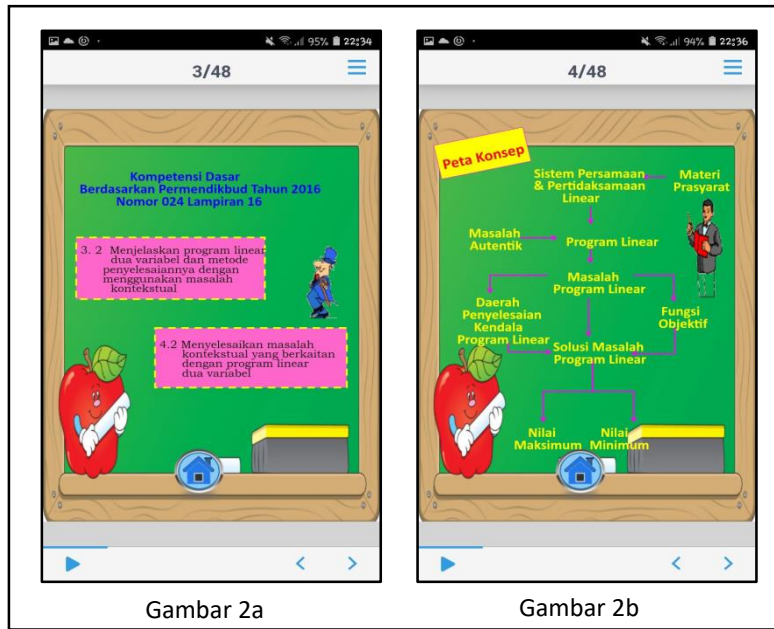 95% 22:34
3/48
Kompetensi Dasar
Berdasarkan Permendikbud Tahun 2016
Nomor 024 Lampiran 16
3. 2 Menjelaskan program linear
dua variabel dan metode
penyelesaiannya dengan
menggunakan masalah
kontekstual
4.2 Menyelesaikan masalah
kontekstual yang berkaitan
dengan program linear
dua variabel
Gambar 2a
94% 22:36
4/48
Peta Konsep
Sistem Persamaan
& Pertidaksamaan
Linear
Materi
Prasyarat
Masalah
Autentik
Program Linear
Masalah
Program Linear
Daerah
Penyelesaian
Kendala
Program Linear
Fungsi
Objektif
Solusi Masalah
Program Linear
Nilai
Maksimum
Nilai
Minimum
Gambar 2b